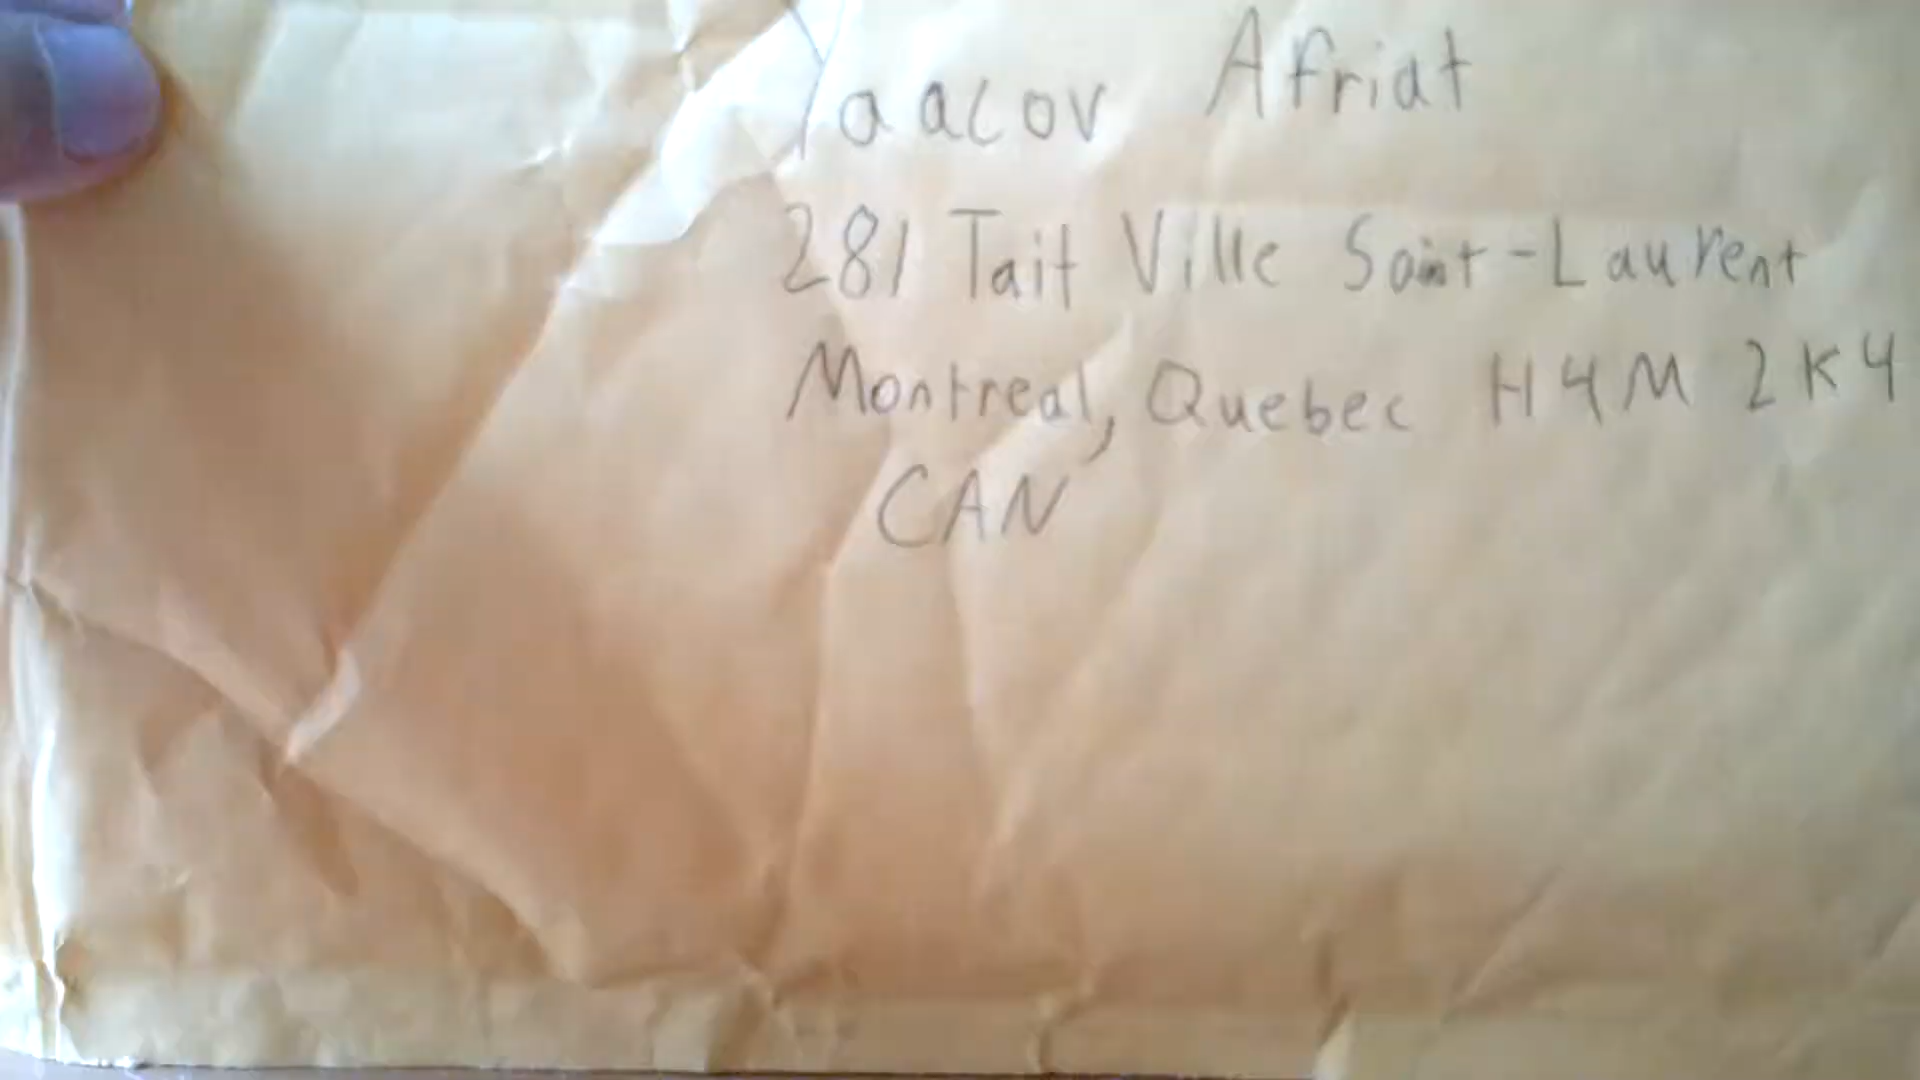 Yaacov Afriat
281 Tait Ville Saint-Laurent
Montreal, Quebec H4M 2K4
CAN